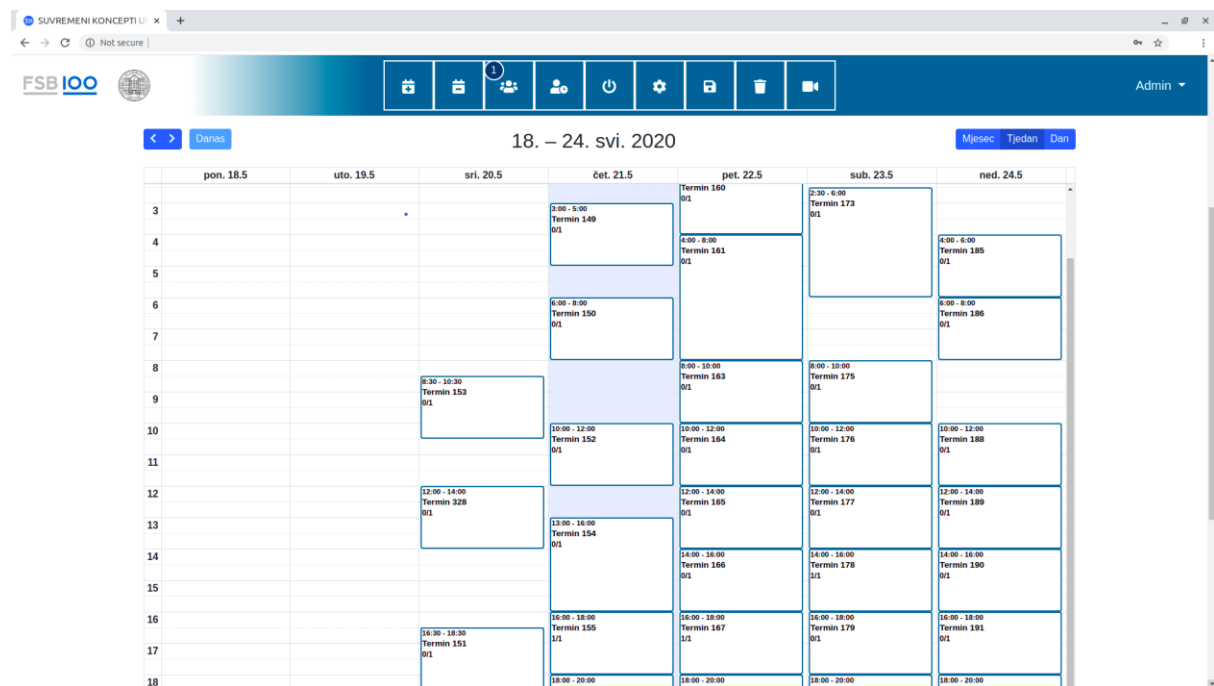 SUVREMENI KONCEPTI U
Not secure
FSB 100
1
Admin
Danas
18. – 24. svi. 2020
Mjesec Tjedan Dan
pon. 18.5 uto. 19.5 sri. 20.5 čet. 21.5 pet. 22.5 sub. 23.5 ned. 24.5
3
4
5
6
7
8
9
10
11
12
13
14
15
16
17
18
8:30 - 10:30
Termin 153
0/1
12:00 - 14:00
Termin 328
0/1
16:30 - 18:30
Termin 151
0/1
3:00 - 5:00
Termin 149
0/1
6:00 - 8:00
Termin 150
0/1
10:00 - 12:00
Termin 152
0/1
13:00 - 16:00
Termin 154
0/1
16:00 - 18:00
Termin 155
1/1
18:00 - 20:00
Termin 160
0/1
4:00 - 8:00
Termin 161
0/1
8:00 - 10:00
Termin 163
0/1
10:00 - 12:00
Termin 164
0/1
12:00 - 14:00
Termin 165
0/1
14:00 - 16:00
Termin 166
0/1
16:00 - 18:00
Termin 167
1/1
18:00 - 20:00
2:30 - 6:00
Termin 173
0/1
8:00 - 10:00
Termin 175
0/1
10:00 - 12:00
Termin 176
0/1
12:00 - 14:00
Termin 177
0/1
14:00 - 16:00
Termin 178
1/1
16:00 - 18:00
Termin 179
0/1
18:00 - 20:00
4:00 - 6:00
Termin 185
0/1
6:00 - 8:00
Termin 186
0/1
10:00 - 12:00
Termin 188
0/1
12:00 - 14:00
Termin 189
0/1
14:00 - 16:00
Termin 190
0/1
16:00 - 18:00
Termin 191
0/1
18:00 - 20:00